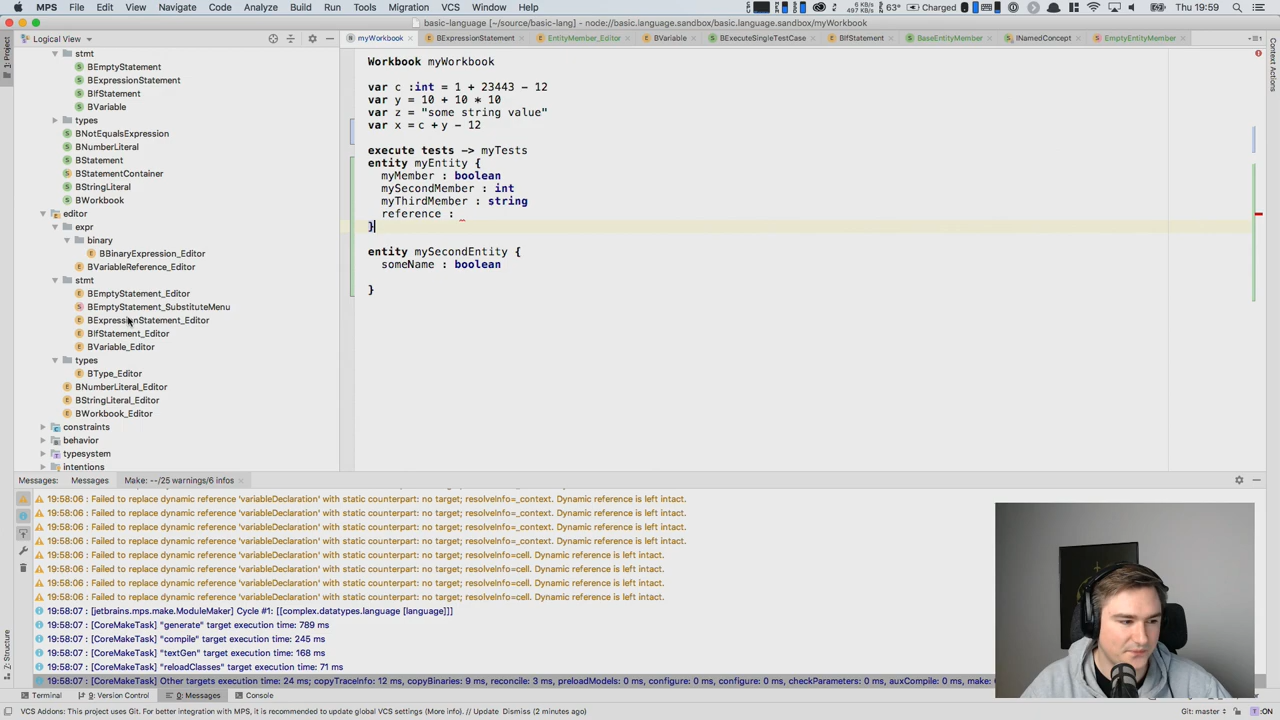 MPS File Edit View Navigate Code Analyze Build Run Tools Migration VCS Window Help
6 KB/s
497 KB/s
63° Charged
Thu 17:59
basic-language [~/source/basic-lang] - node://basic.language.sandbox/basic.language.sandbox/myWorkbook
Logical View
myWorkbook BExpressionStatement EntityMember_Editor BVariable BExecuteSingleTestCase BIfStatement BaseEntityMember INamedConcept EmptyEntityMember
1: Project
Context Actions
stmt
BEmptyStatement
BExpressionStatement
BIfStatement
BVariable
types
BNotEqualsExpression
BNumberLiteral
BStatement
BStatementContainer
BStringLiteral
BWorkbook
editor
expr
binary
BBinaryExpression_Editor
BVariableReference_Editor
stmt
BEmptyStatement_Editor
BEmptyStatement_SubstituteMenu
BExpressionStatement_Editor
BIfStatement_Editor
BVariable_Editor
types
BType_Editor
BNumberLiteral_Editor
BStringLiteral_Editor
BWorkbook_Editor
constraints
behavior
typesystem
intentions
Workbook myWorkbook
var c :int = 1 + 23443 - 12
var y = 10 + 10 * 10
var z = "some string value"
var x = c + y - 12
execute tests -> myTests
entity myEntity {
myMember : boolean
mySecondMember : int
myThirdMember : string
reference :
}
entity mySecondEntity {
someName : boolean
}
Messages: Messages Make: --/25 warnings/6 infos
19:58:06 : Failed to replace dynamic reference 'variableDeclaration' with static counterpart: no target; resolveInfo=_context. Dynamic reference is left intact.
19:58:06 : Failed to replace dynamic reference 'variableDeclaration' with static counterpart: no target; resolveInfo=_context. Dynamic reference is left intact.
19:58:06 : Failed to replace dynamic reference 'variableDeclaration' with static counterpart: no target; resolveInfo=_context. Dynamic reference is left intact.
19:58:06 : Failed to replace dynamic reference 'variableDeclaration' with static counterpart: no target; resolveInfo=_context. Dynamic reference is left intact.
19:58:06 : Failed to replace dynamic reference 'variableDeclaration' with static counterpart: no target; resolveInfo=cell. Dynamic reference is left intact.
19:58:06 : Failed to replace dynamic reference 'variableDeclaration' with static counterpart: no target; resolveInfo=cell. Dynamic reference is left intact.
19:58:06 : Failed to replace dynamic reference 'variableDeclaration' with static counterpart: no target; resolveInfo=cell. Dynamic reference is left intact.
19:58:06 : Failed to replace dynamic reference 'variableDeclaration' with static counterpart: no target; resolveInfo=cell. Dynamic reference is left intact.
19:58:07 : [jetbrains.mps.make.ModuleMaker] Cycle #1: [[complex.datatypes.language [language]]]
19:58:07 : [CoreMakeTask] "generate" target execution time: 789 ms
19:58:07 : [CoreMakeTask] "compile" target execution time: 245 ms
19:58:07 : [CoreMakeTask] "textGen" target execution time: 168 ms
19:58:07 : [CoreMakeTask] "reloadClasses" target execution time: 71 ms
19:58:07 : [CoreMakeTask] Other targets execution time: 24 ms; copyTraceInfo: 12 ms, copyBinaries: 9 ms, reconcile: 3 ms, preloadModels: 0 ms, configure: 0 ms, configure: 0 ms, checkParameters: 0 ms, auxCompile: 0 ms, make:
Z: Structure
Terminal 9: Version Control 0: Messages Console
VCS Addons: This project uses Git. For better integration with MPS, it is recommended to update global VCS settings (More info). // Update Dismiss (2 minutes ago)
Git: master
T:ON